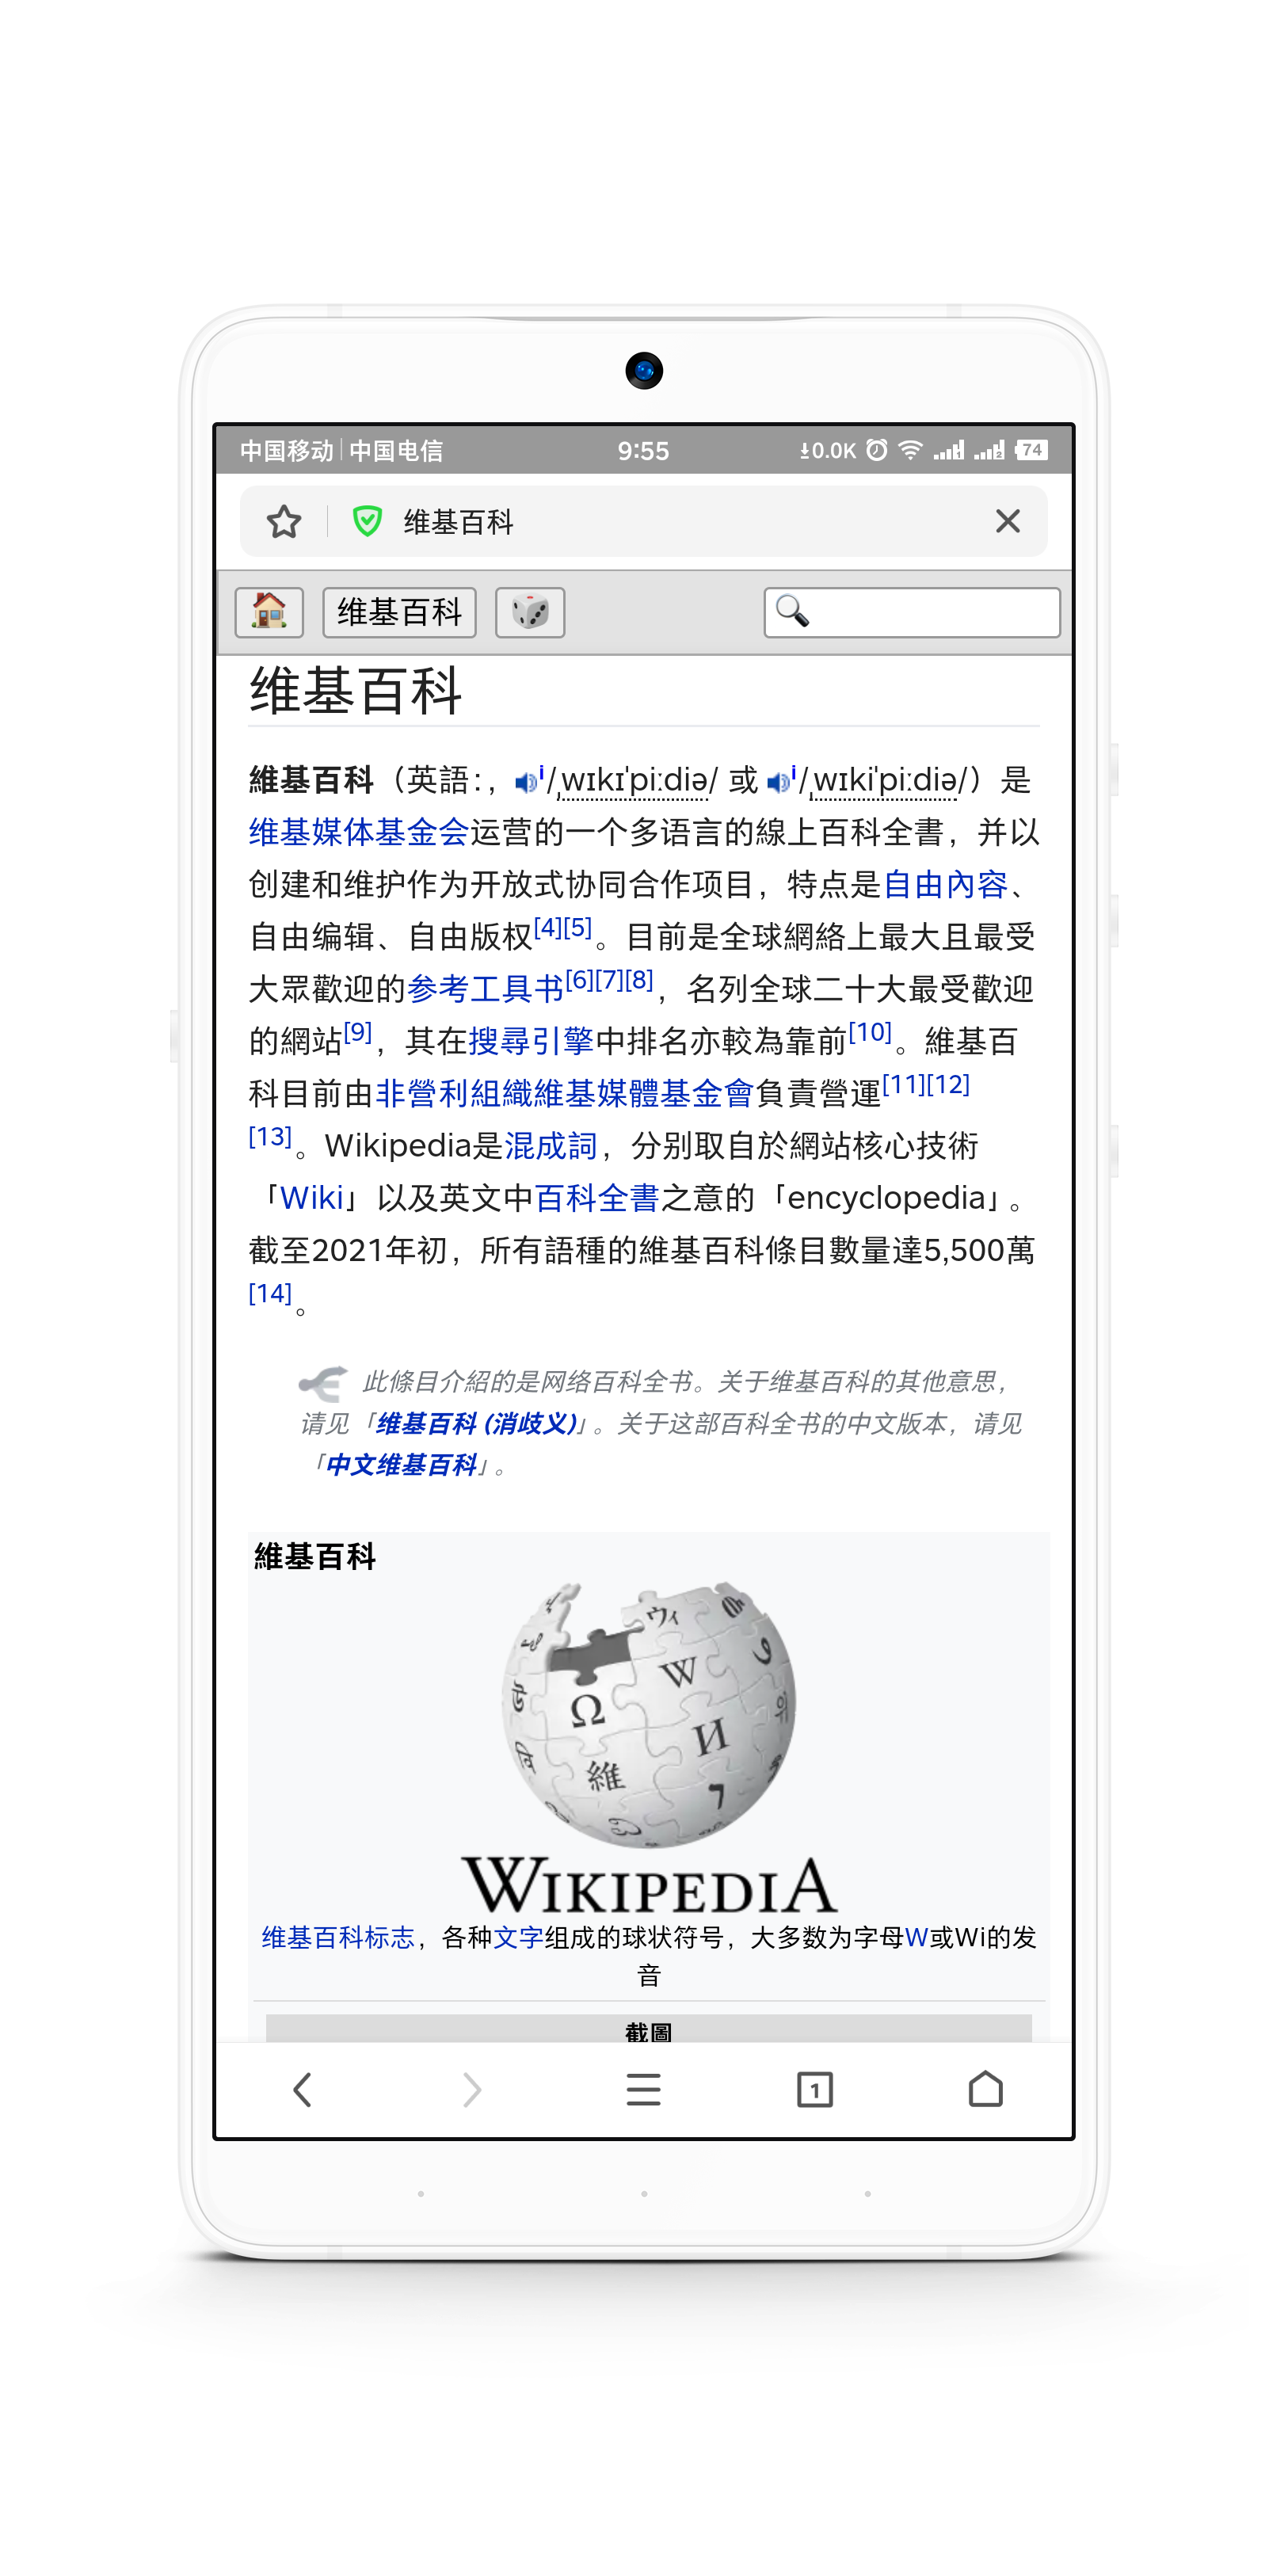 中国移动 | 中国电信 9:55 0.0K 74
维基百科
维基百科
维基百科
維基百科（英語：，i/ˌwɪkɪˈpiːdiə/ 或 i/ˌwɪkiˈpiːdiə/）是
维基媒体基金会运营的一个多语言的線上百科全書，并以
创建和维护作为开放式协同合作项目，特点是自由內容、
自由编辑、自由版权[4][5]。目前是全球網絡上最大且最受
大眾歡迎的参考工具书[6][7][8]，名列全球二十大最受歡迎
的網站[9]，其在搜尋引擎中排名亦較為靠前[10]。維基百
科目前由非營利組織維基媒體基金會負責營運[11][12]
[13]。Wikipedia是混成詞，分别取自於網站核心技術
「Wiki」以及英文中百科全書之意的「encyclopedia」。
截至2021年初，所有語種的維基百科條目數量達5,500萬
[14]。
此條目介紹的是网络百科全书。关于维基百科的其他意思，
请见「维基百科 (消歧义)」。关于这部百科全书的中文版本，请见
「中文维基百科」。
維基百科
ウィ
W
Ω
И
維
위
7
WIKIPEDIA
维基百科标志，各种文字组成的球状符号，大多数为字母W或Wi的发
音
截圖
1